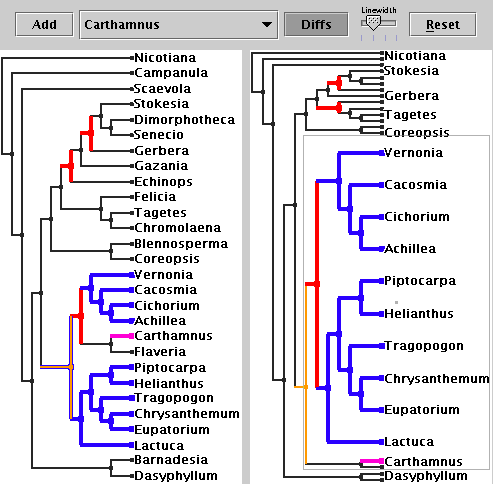 Add
Carthamnus
Diffs
Linewidth
Reset
Nicotiana
Campanula
Scaevola
Stokesia
Dimorphotheca
Senecio
Gerbera
Gazania
Echinops
Felicia
Tagetes
Chromolaena
Blennosperma
Coreopsis
Vernonia
Cacosmia
Cichorium
Achillea
Carthamnus
Flaveria
Piptocarpa
Helianthus
Tragopogon
Chrysanthemum
Eupatorium
Lactuca
Barnadesia
Dasyphyllum
Nicotiana
Stokesia
Gerbera
Tagetes
Coreopsis
Vernonia
Cacosmia
Cichorium
Achillea
Piptocarpa
Helianthus
Tragopogon
Chrysanthemum
Eupatorium
Lactuca
Carthamnus
Dasyphyllum